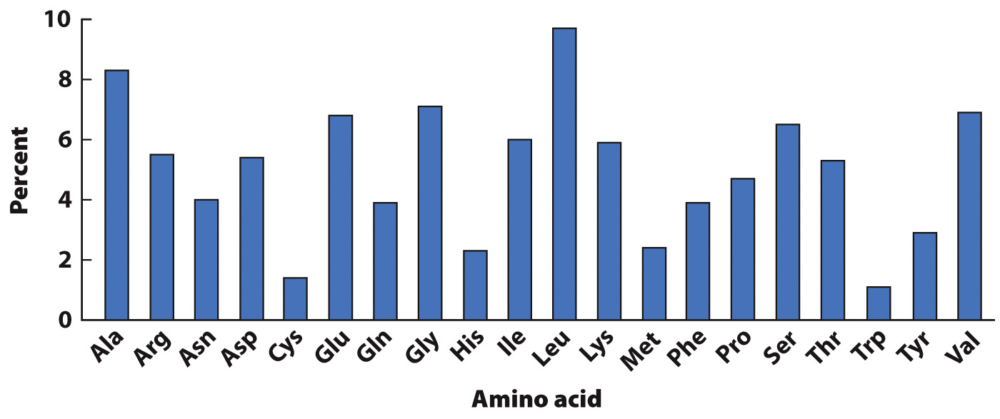 10
8
6
4
2
0
Percent
Ala Arg Asn Asp Cys Glu Gln Gly His Ile Leu Lys Met Phe Pro Ser Thr Trp Tyr Val
Amino acid